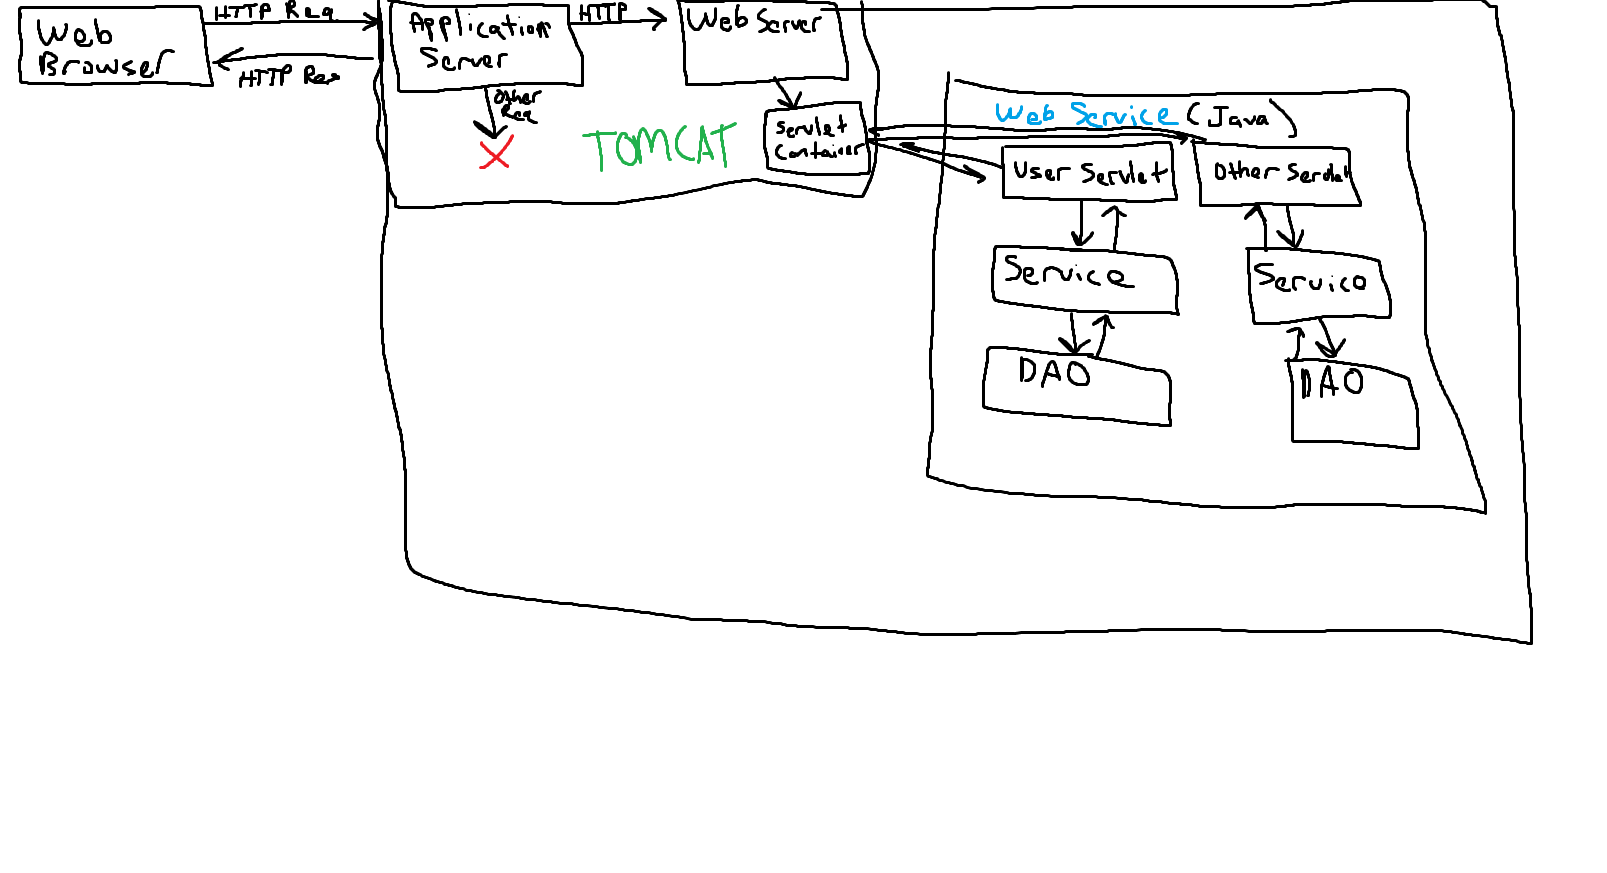 HTTP Req
Web
Browser
HTTP Res
Application
Server
HTTP
Web Server
Other
Req
TOMCAT
Servlet
Container
Web Service (Java)
User Servlet
Other Servlet
Service
Service
DAO
DAO